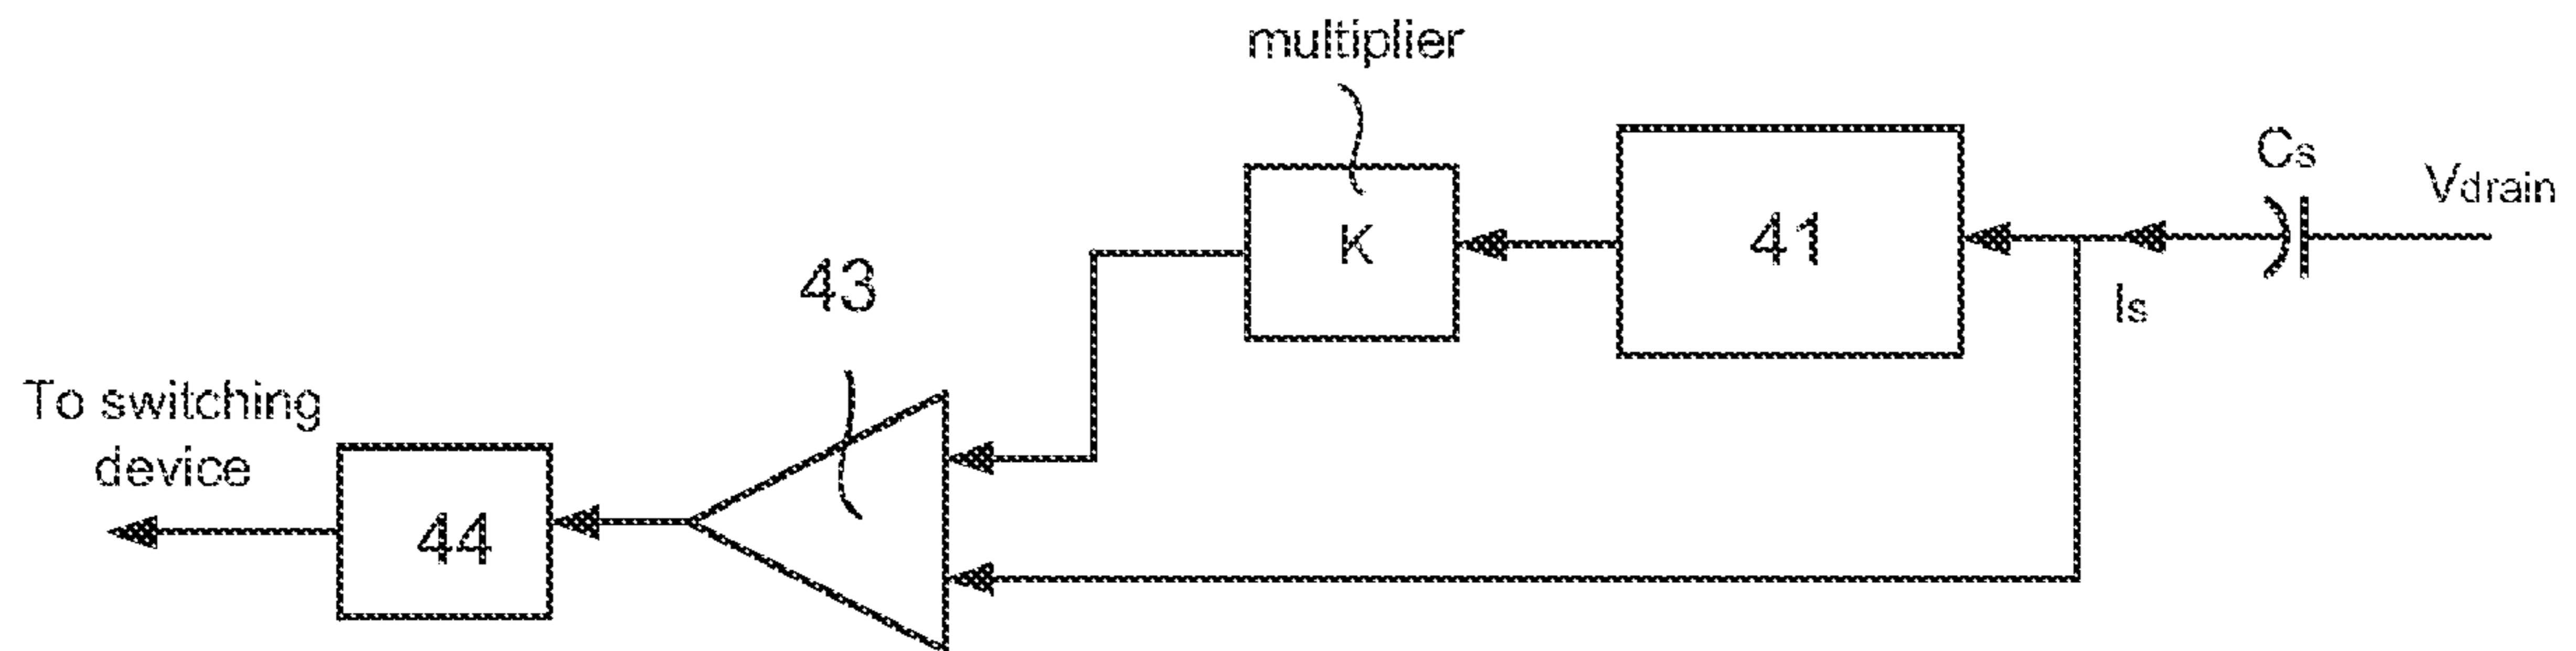 multiplier
Cs
Vdrain
K
41
Is
43
To switching
device
44